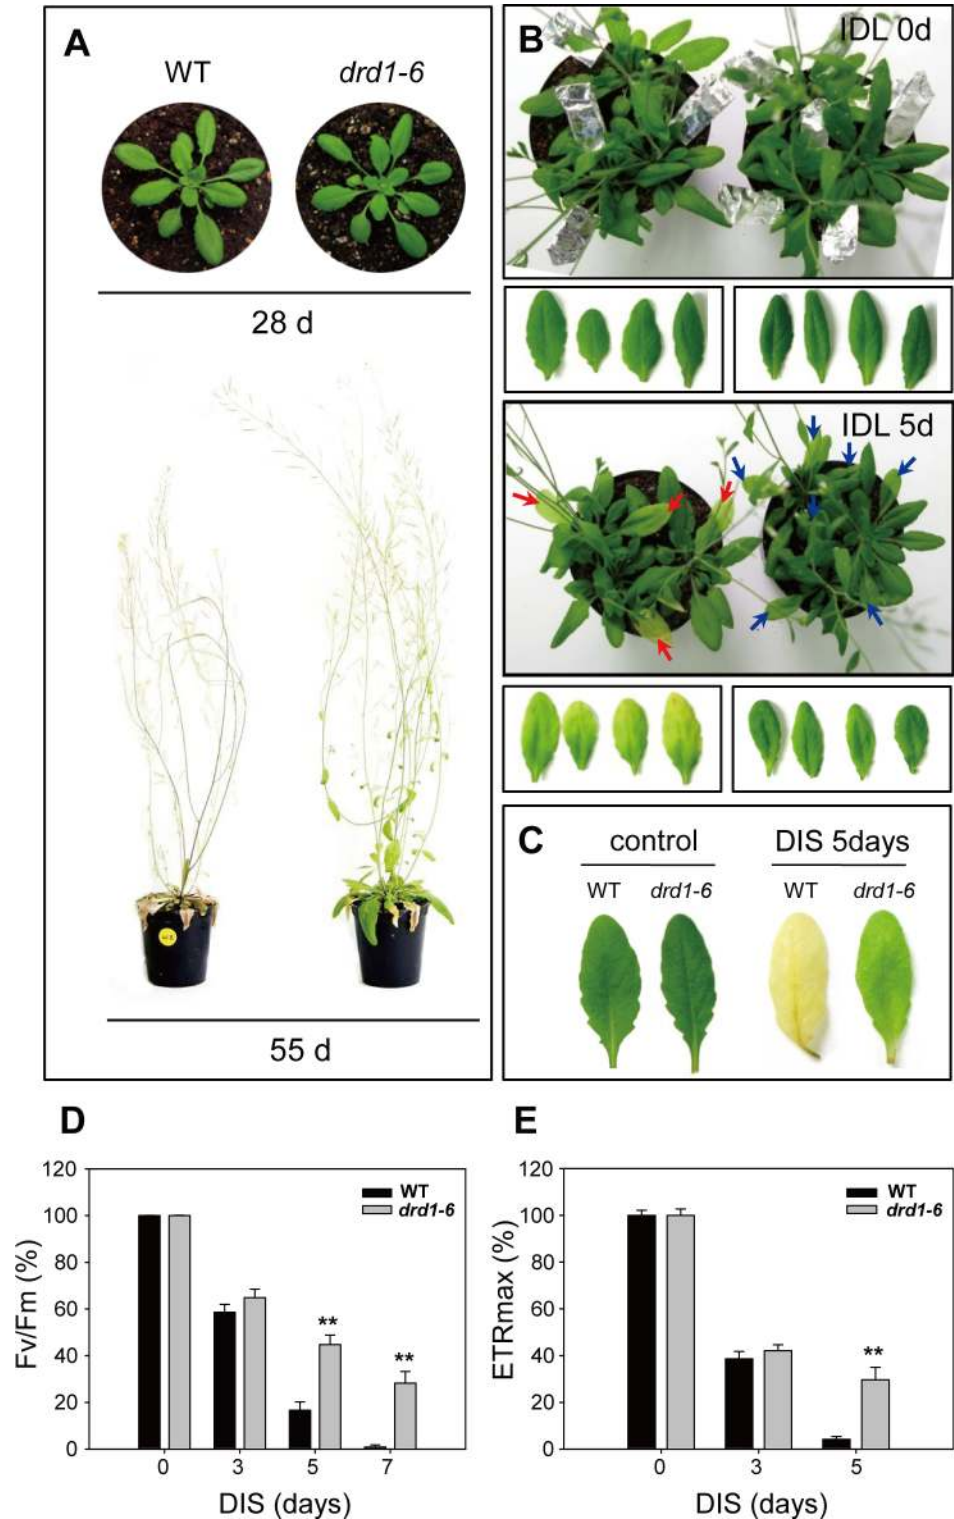 A
WT
drd1-6
28 d
55 d
B
IDL 0d
IDL 5d
C
control
DIS 5days
WT
drd1-6
WT
drd1-6
D
120
100
80
60
40
20
0
Fv/Fm (%)
WT
drd1-6
**
**
0
3
5
7
DIS (days)
E
120
100
80
60
40
20
0
ETRmax (%)
WT
drd1-6
**
0
3
5
DIS (days)